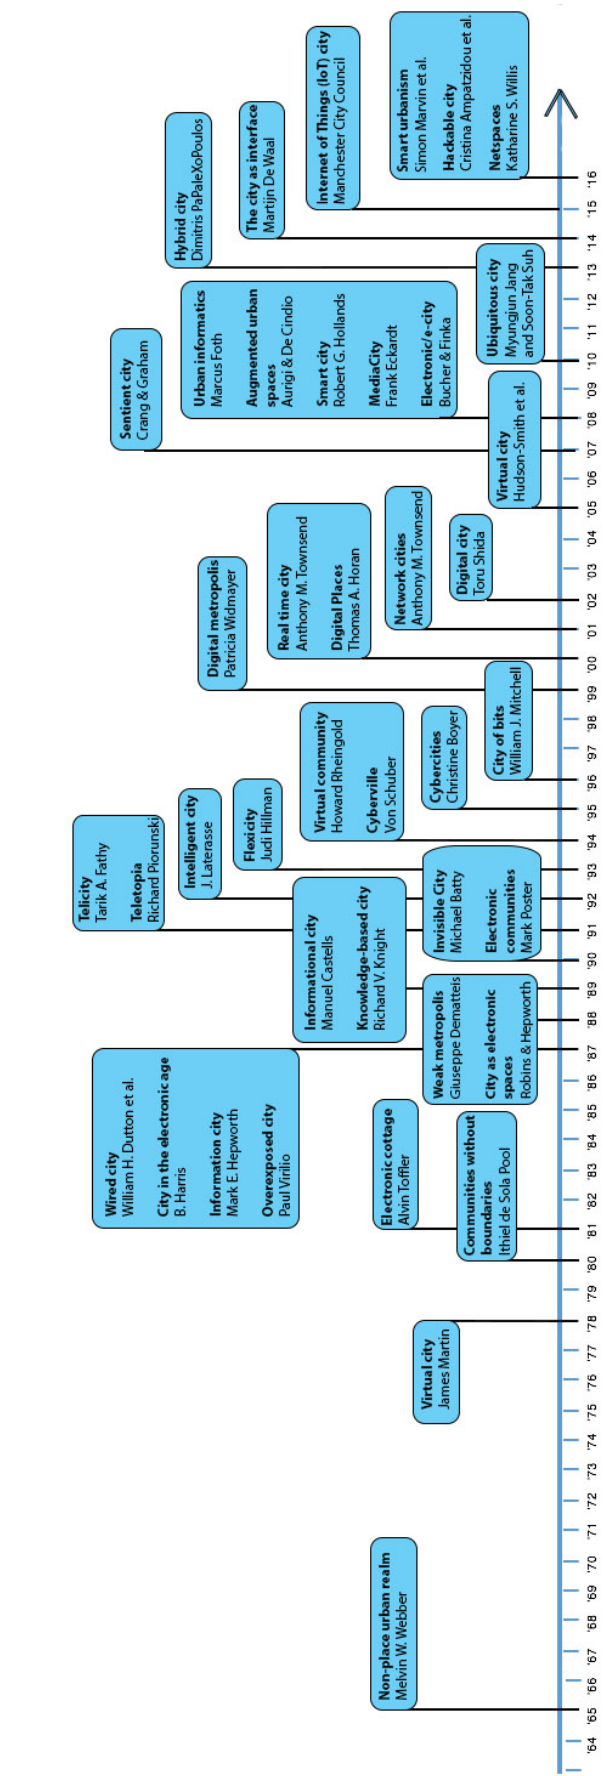 Non-place urban realm
Melvin W. Webber
Virtual city
James Martin
Communities without
boundaries
Ithiel de Sola Pool
Electronic cottage
Alvin Toffler
Wired city
William H. Dutton et al.
City in the electronic age
B. Harris
Information city
Mark E. Hepworth
Overexposed city
Paul Virilio
Weak metropolis
Giuseppe Dematteis
City as electronic
spaces
Robins & Hepworth
Informational city
Manuel Castells
Knowledge-based city
Richard V. Knight
Invisible City
Michael Batty
Electronic
communities
Mark Poster
Telicity
Tarik A. Fathy
Teletopia
Richard Piorunski
Intelligent city
J. Laterasse
Flexicity
Judi Hillman
Virtual community
Howard Rheingold
Cyberville
Von Schuber
Cybercities
Christine Boyer
City of bits
William J. Mitchell
Digital metropolis
Patricia Widmayer
Real time city
Anthony M. Townsend
Digital Places
Thomas A. Horan
Network cities
Anthony M. Townsend
Digital city
Toru Shida
Virtual city
Hudson-Smith et al.
Sentient city
Crang & Graham
Urban informatics
Marcus Foth
Augmented urban
spaces
Aurigi & De Cindio
Smart city
Robert G. Hollands
MediaCity
Frank Eckardt
Electronic/e-city
Bucher & Finka
Ubiquitous city
Myungjun Jang
and Soon-Tak Suh
Hybrid city
Dimitris PaPaleXoPoulos
The city as interface
Martijn De Waal
Internet of Things (IoT) city
Manchester City Council
Smart urbanism
Simon Marvin et al.
Hackable city
Cristina Ampatzidou et al.
Netspaces
Katharine S. Willis
'64 '65 '66 '67 '68 '69 '70 '71 '72 '73 '74 '75 '76 '77 '78 '79 '80 '81 '82 '83 '84 '85 '86 '87 '88 '89 '90 '91 '92 '93 '94 '95 '96 '97 '98 '99 '00 '01 '02 '03 '04 '05 '06 '07 '08 '09 '10 '11 '12 '13 '14 '15 '16